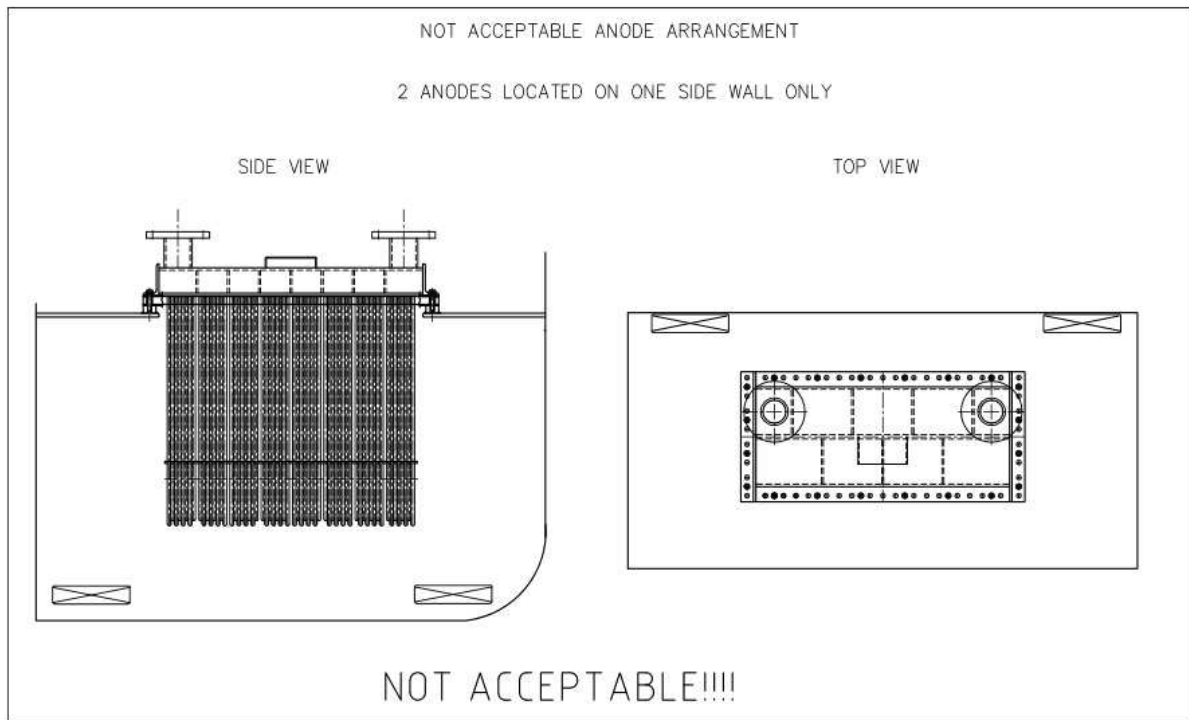 NOT ACCEPTABLE ANODE ARRANGEMENT
2 ANODES LOCATED ON ONE SIDE WALL ONLY
SIDE VIEW
TOP VIEW
NOT ACCEPTABLE!!!!